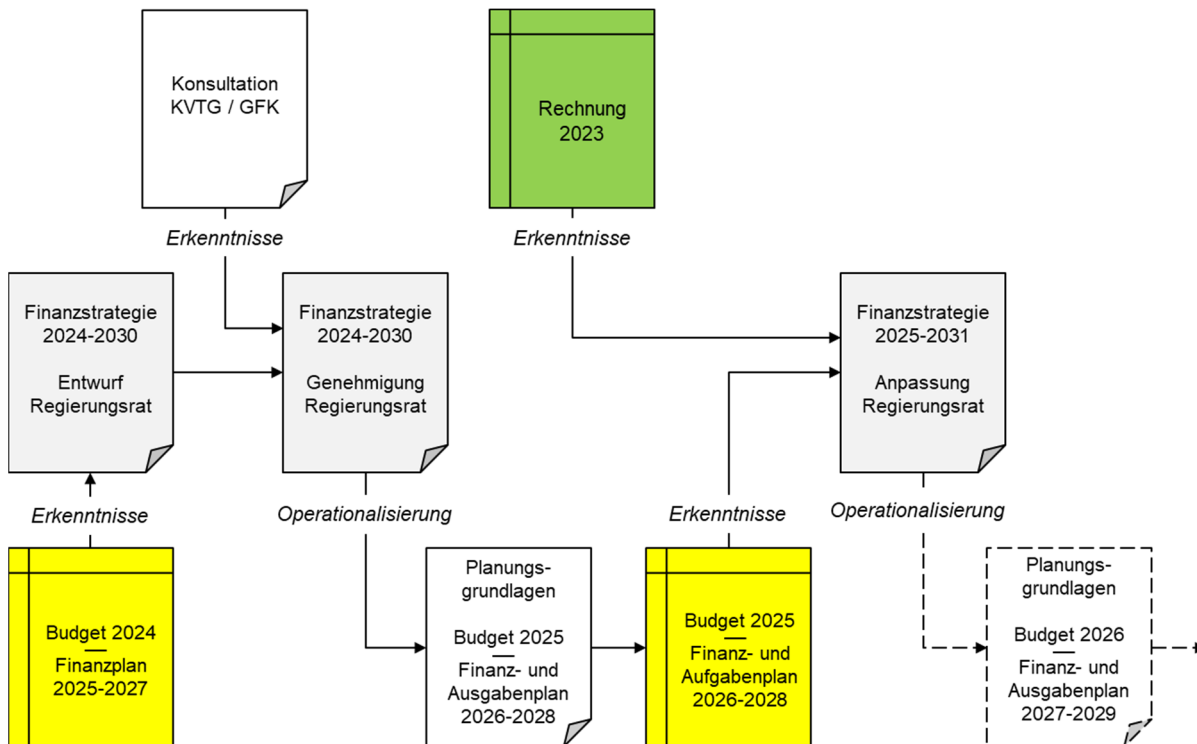 Konsultation
KVTG / GFK
Rechnung
2023
Erkenntnisse
Erkenntnisse
Finanzstrategie
2024-2030
Entwurf
Regierungsrat
Finanzstrategie
2024-2030
Genehmigung
Regierungsrat
Finanzstrategie
2025-2031
Anpassung
Regierungsrat
Erkenntnisse
Operationalisierung
Erkenntnisse
Operationalisierung
Budget 2024
—
Finanzplan
2025-2027
Planungs-
grundlagen
Budget 2025
—
Finanz- und
Ausgabenplan
2026-2028
Budget 2025
—
Finanz- und
Aufgabenplan
2026-2028
Planungs-
grundlagen
Budget 2026
—
Finanz- und
Ausgabenplan
2027-2029